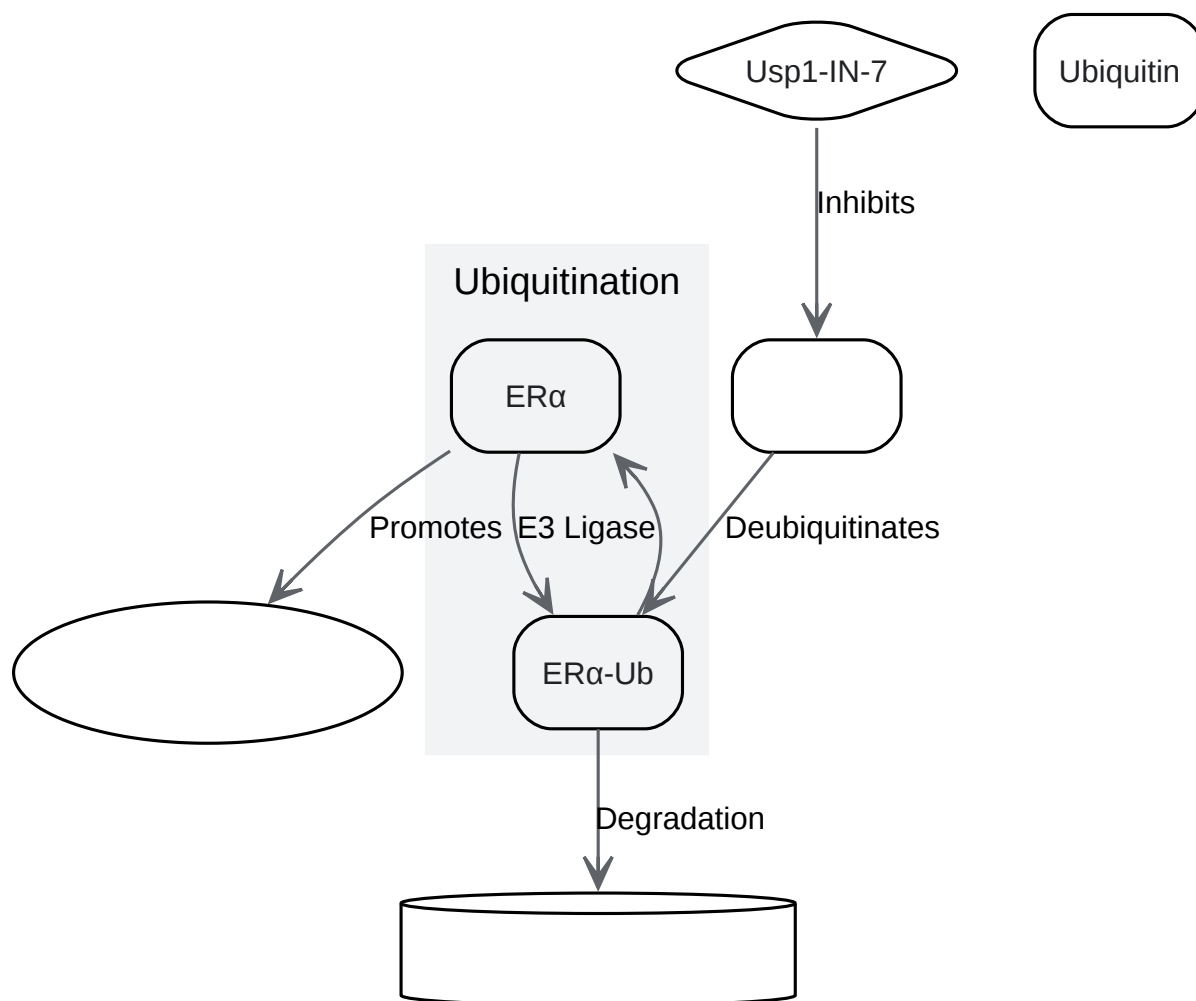 Usp1-IN-7
Ubiquitin
Inhibits
Ubiquitination
ERα
Promotes
E3 Ligase
Deubiquitinates
ERα-Ub
Degradation